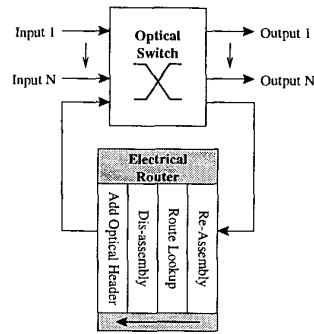 Input 1
Optical
Switch
Output 1
Input N
Output N
Electrical
Router
Add Optical Header
Dis-assembly
Route Lookup
Re-Assembly